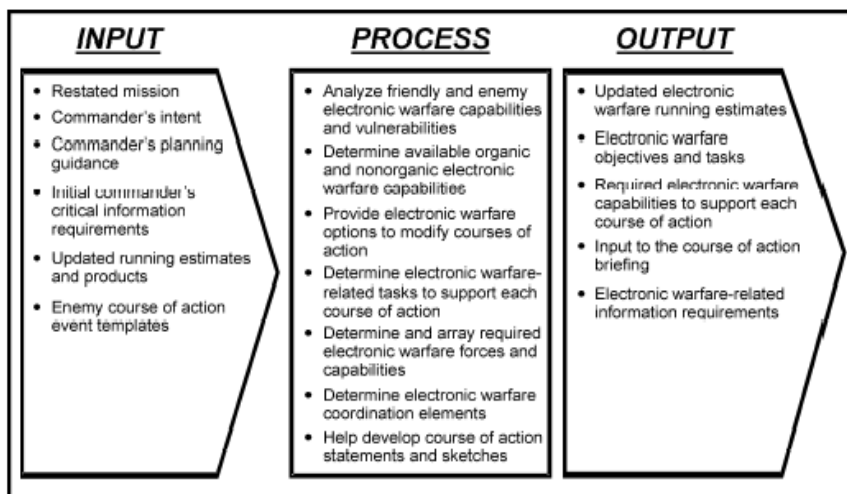 INPUT
• Restated mission
• Commander's intent
• Commander's planning
guidance
• Initial commander's
critical information
requirements
• Updated running estimates
and products
• Enemy course of action
event templates
PROCESS
• Analyze friendly and enemy
electronic warfare capabilities
and vulnerabilities
• Determine available organic
and nonorganic electronic
warfare capabilities
• Provide electronic warfare
options to modify courses of
action
• Determine electronic warfare-
related tasks to support each
course of action
• Determine and array required
electronic warfare forces and
capabilities
• Determine electronic warfare
coordination elements
• Help develop course of action
statements and sketches
OUTPUT
• Updated electronic
warfare running estimates
• Electronic warfare
objectives and tasks
• Required electronic warfare
capabilities to support each
course of action
• Input to the course of action
briefing
• Electronic warfare-related
information requirements